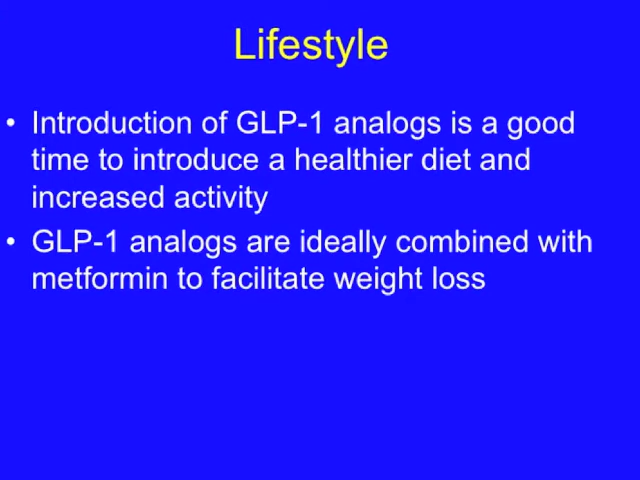 Lifestyle
• Introduction of GLP-1 analogs is a good
time to introduce a healthier diet and
increased activity
• GLP-1 analogs are ideally combined with
metformin to facilitate weight loss